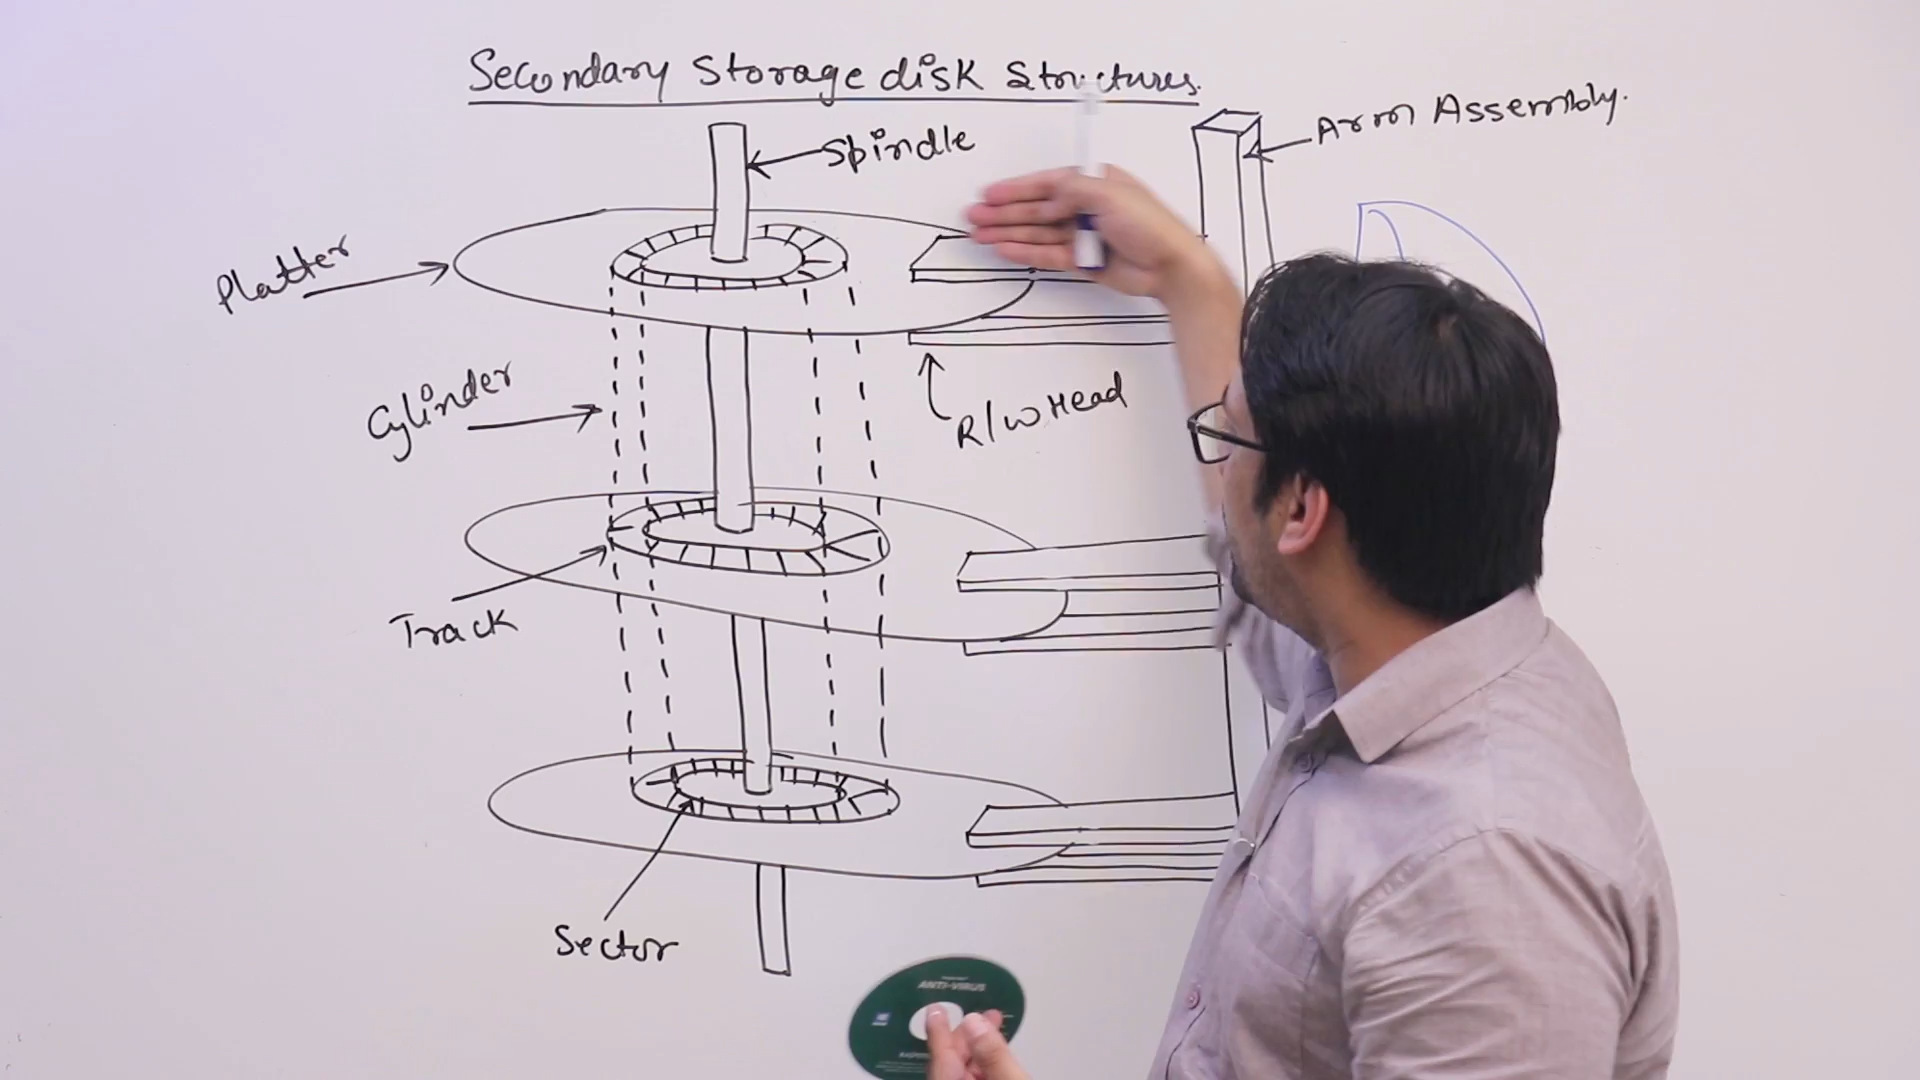 Secondary Storage disk Structures.
Spindle
Arm Assembly.
Platter
Cylinder
R/W Head
Track
Sector
ANTI-VIRUS